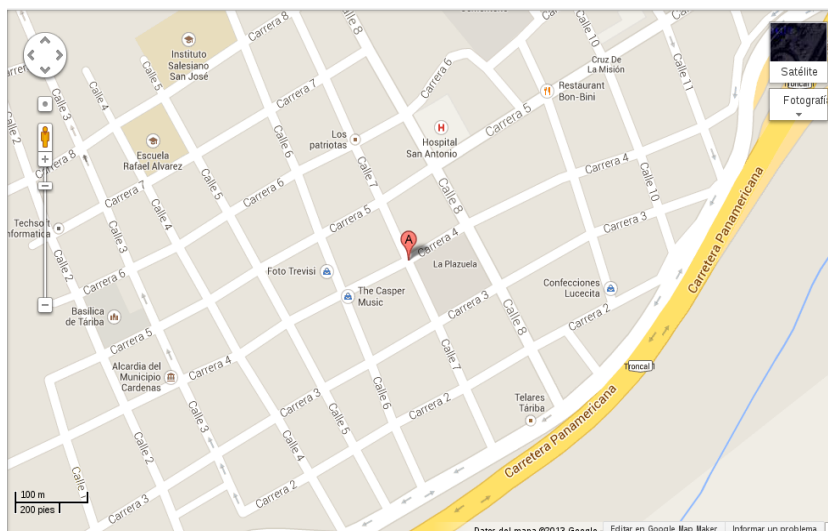 Carrera 8
Calle 10
Instituto
Salesiano
San José
Cruz De
La Misión
Satélite
Troncal 1
Fotografía
Restaurant
Bon-Bini
Calle 11
Carrera 6
Calle 3
Calle 4
Calle 5
Carrera 7
Calle 6
Los
patriotas
Hospital
San Antonio
Carrera 5
Escuela
Rafael Alvarez
Carrera 8
Carrera 7
Calle 7
Calle 8
Carrera 4
Calle 10
Carretera Panamericana
Techsoft
Informatica
Calle 2
Calle 3
Calle 4
Calle 5
Calle 6
Carrera 5
A
Carrera 4
Carrera 3
La Plazuela
Carrera 6
Foto Trevisi
The Casper
Music
Confecciones
Lucecita
Basílica
de Táriba
Carrera 5
Carrera 3
Calle 8
Carrera 2
Alcardia del
Municipio
Cardenas
Carrera 4
Calle 7
Troncal 1
Calle 6
Carrera 3
Carrera 2
Telares
Táriba
Calle 3
Calle 2
Calle 4
Carretera Panamericana
Calle 1
Carrera 2
Carrera 3
100 m
200 pies
Datos del mapa ©2013 Google
Editar en Google Map Maker
Informar un problema